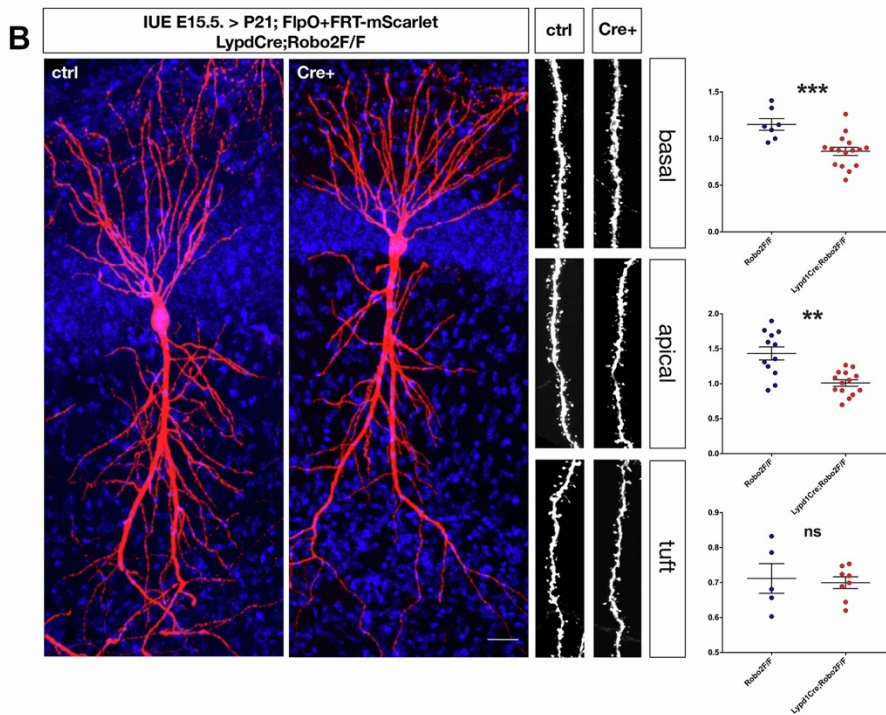 B
IUE E15.5. > P21; FlpO+FRT-mScarlet
LypdCre;Robo2F/F
ctrl
Cre+
ctrl
Cre+
basal
apical
tuft
***
1.5
1.0
0.5
0.0
Robo2F/F
Lypd1Cre;Robo2F/F
**
2.0
1.5
1.0
0.5
0.0
Robo2F/F
Lypd1Cre;Robo2F/F
ns
0.9
0.8
0.7
0.6
0.5
Robo2F/F
Lypd1Cre;Robo2F/F